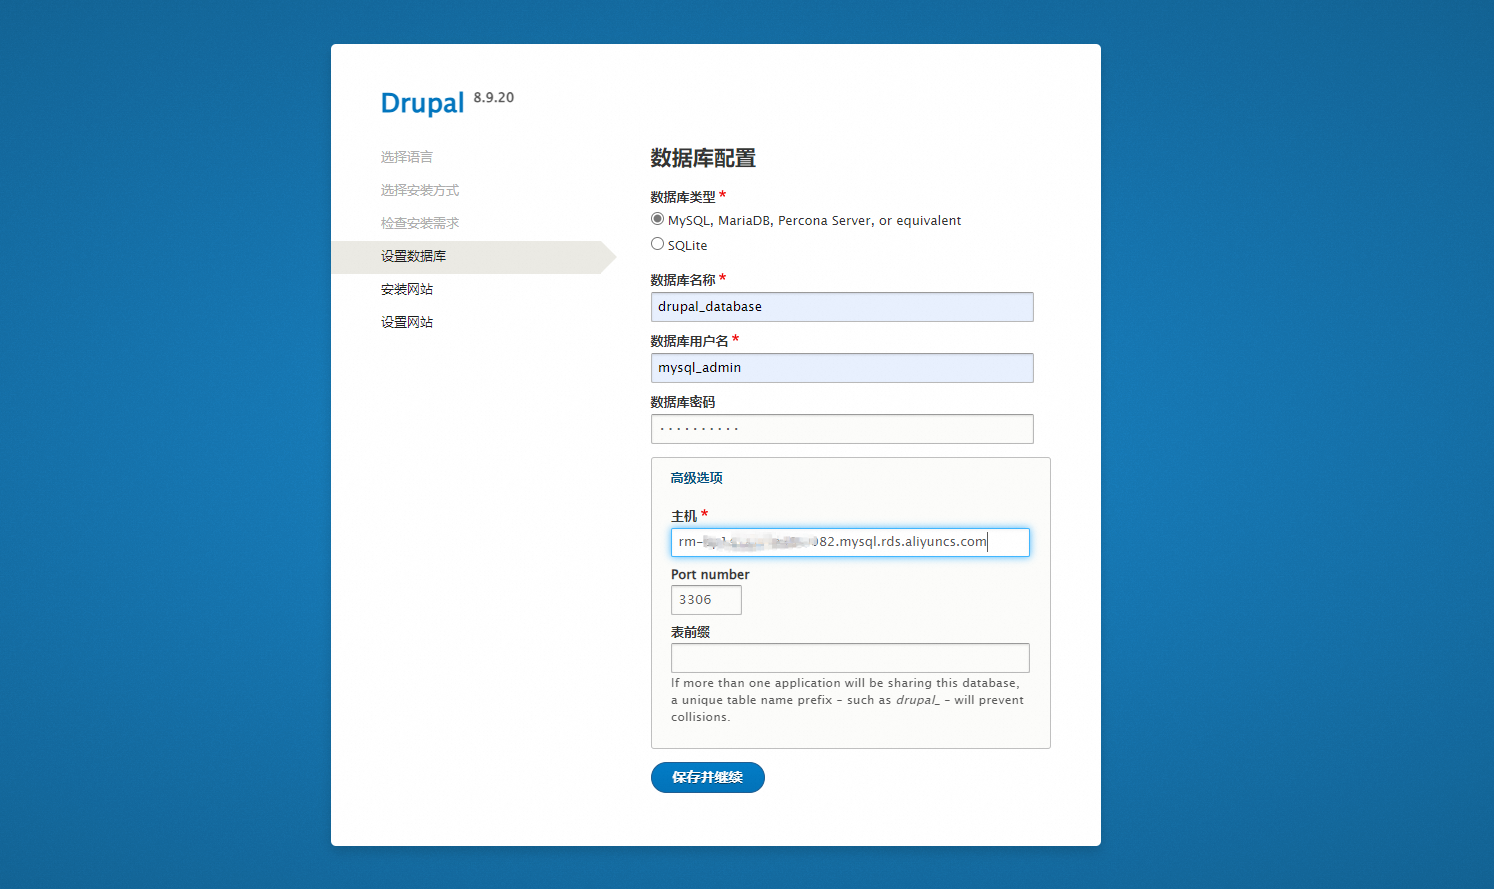 Drupal 8.9.20
选择语言
选择安装方式
检查安装需求
设置数据库
安装网站
设置网站
数据库配置
数据库类型 *
MySQL, MariaDB, Percona Server, or equivalent
SQLite
数据库名称 *
drupal_database
数据库用户名 *
mysql_admin
数据库密码
··········
高级选项
主机 *
rm- 082.mysql.rds.aliyuncs.com
Port number
3306
表前缀
If more than one application will be sharing this database,
a unique table name prefix – such as drupal_ – will prevent
collisions.
保存并继续